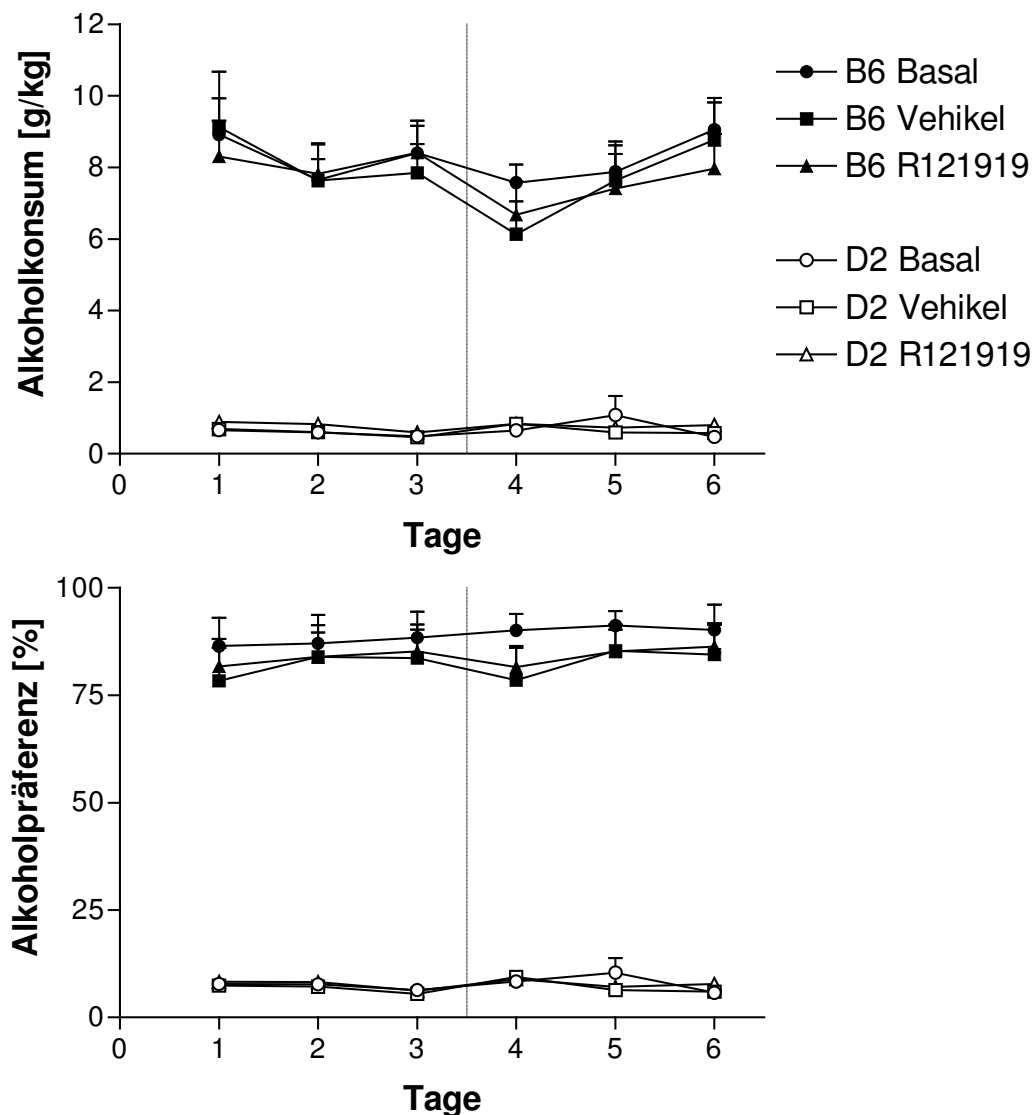 Alkoholkonsum [g/kg]
12
10
8
6
4
2
0
0 1 2 3 4 5 6
Tage
B6 Basal
B6 Vehikel
B6 R121919
D2 Basal
D2 Vehikel
D2 R121919
Alkoholpräferenz [%]
100
75
50
25
0
0 1 2 3 4 5 6
Tage